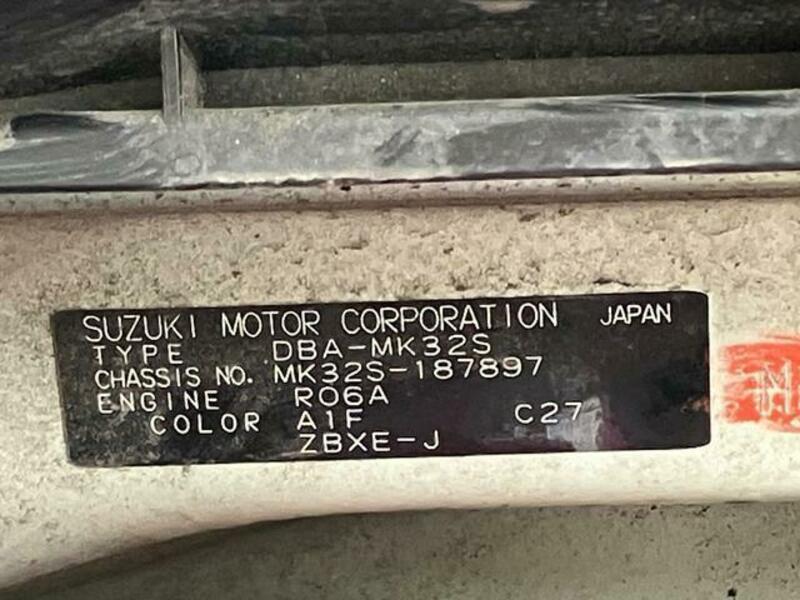 SUZUKI MOTOR CORPORATION JAPAN
TYPE DBA-MK32S
CHASSIS NO. MK32S-187897
ENGINE R06A
COLOR A1F C27
ZBXE-J